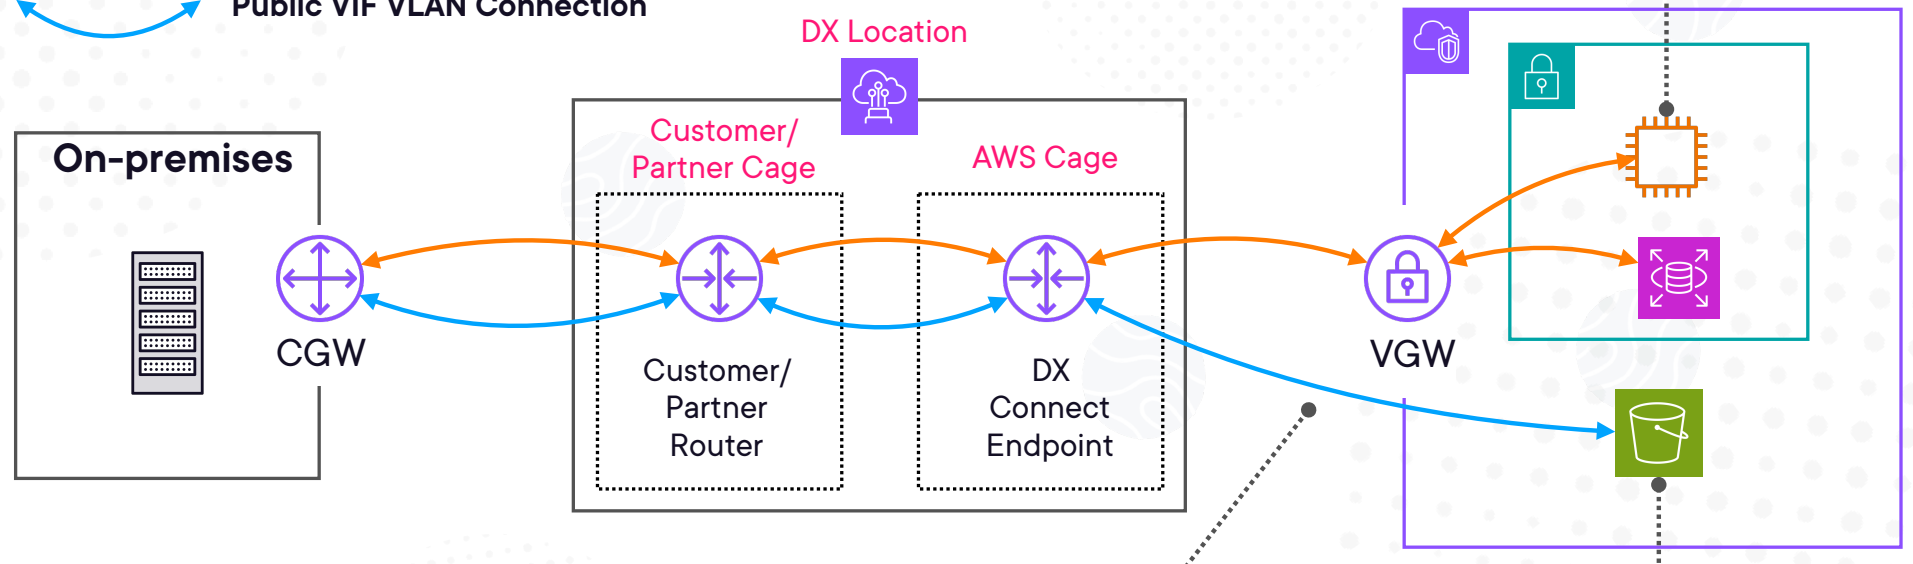 Public VIF VLAN Connection
DX Location
Customer/
Partner Cage
AWS Cage
On-premises
CGW
Customer/
Partner
Router
DX
Connect
Endpoint
VGW